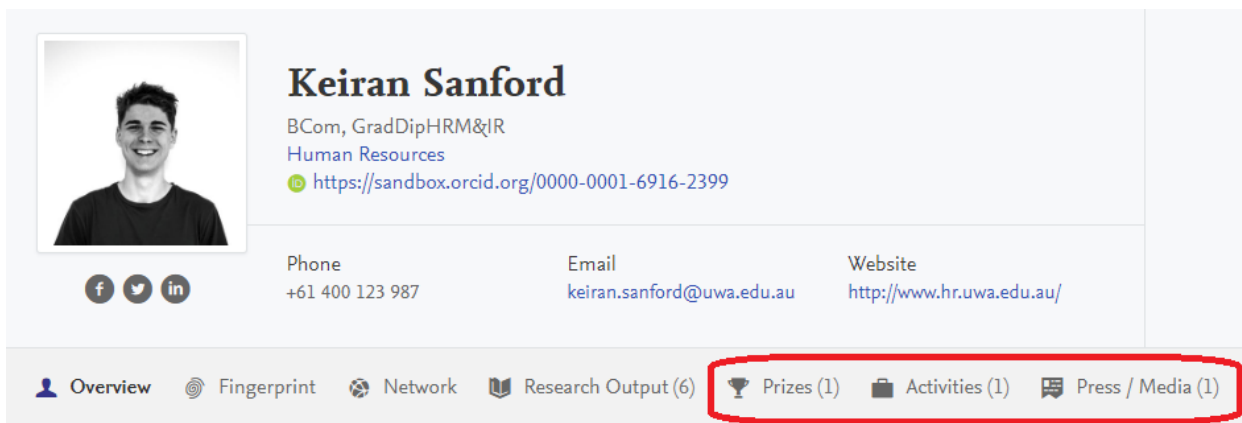 Keiran Sanford
BCom, GradDipHRM&IR
Human Resources
iD https://sandbox.orcid.org/0000-0001-6916-2399
Phone
+61 400 123 987
Email
keiran.sanford@uwa.edu.au
Website
http://www.hr.uwa.edu.au/
f in
Overview Fingerprint Network Research Output (6) Prizes (1) Activities (1) Press / Media (1)